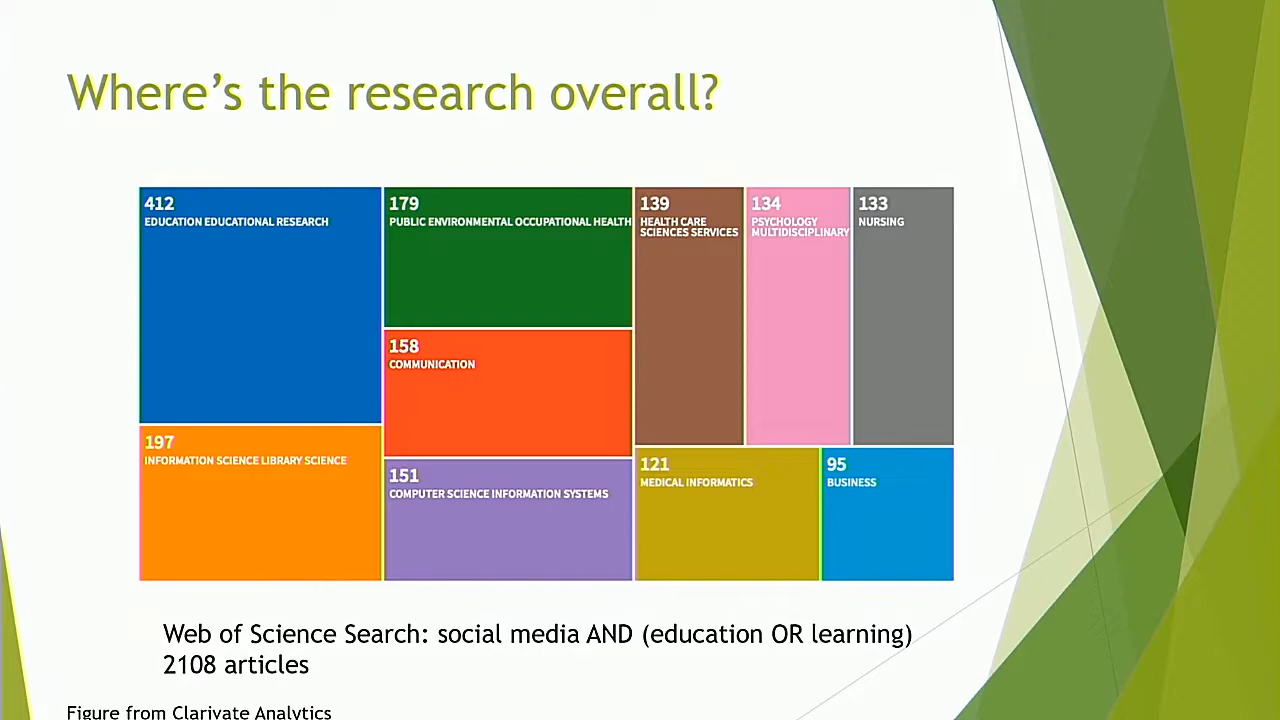 Where's the research overall?
412
EDUCATION EDUCATIONAL RESEARCH
197
INFORMATION SCIENCE LIBRARY SCIENCE
179
PUBLIC ENVIRONMENTAL OCCUPATIONAL HEALTH
158
COMMUNICATION
151
COMPUTER SCIENCE INFORMATION SYSTEMS
139
HEALTH CARE
SCIENCES SERVICES
134
PSYCHOLOGY
MULTIDISCIPLINARY
133
NURSING
121
MEDICAL INFORMATICS
95
BUSINESS
Web of Science Search: social media AND (education OR learning)
2108 articles
Figure from Clarivate Analytics